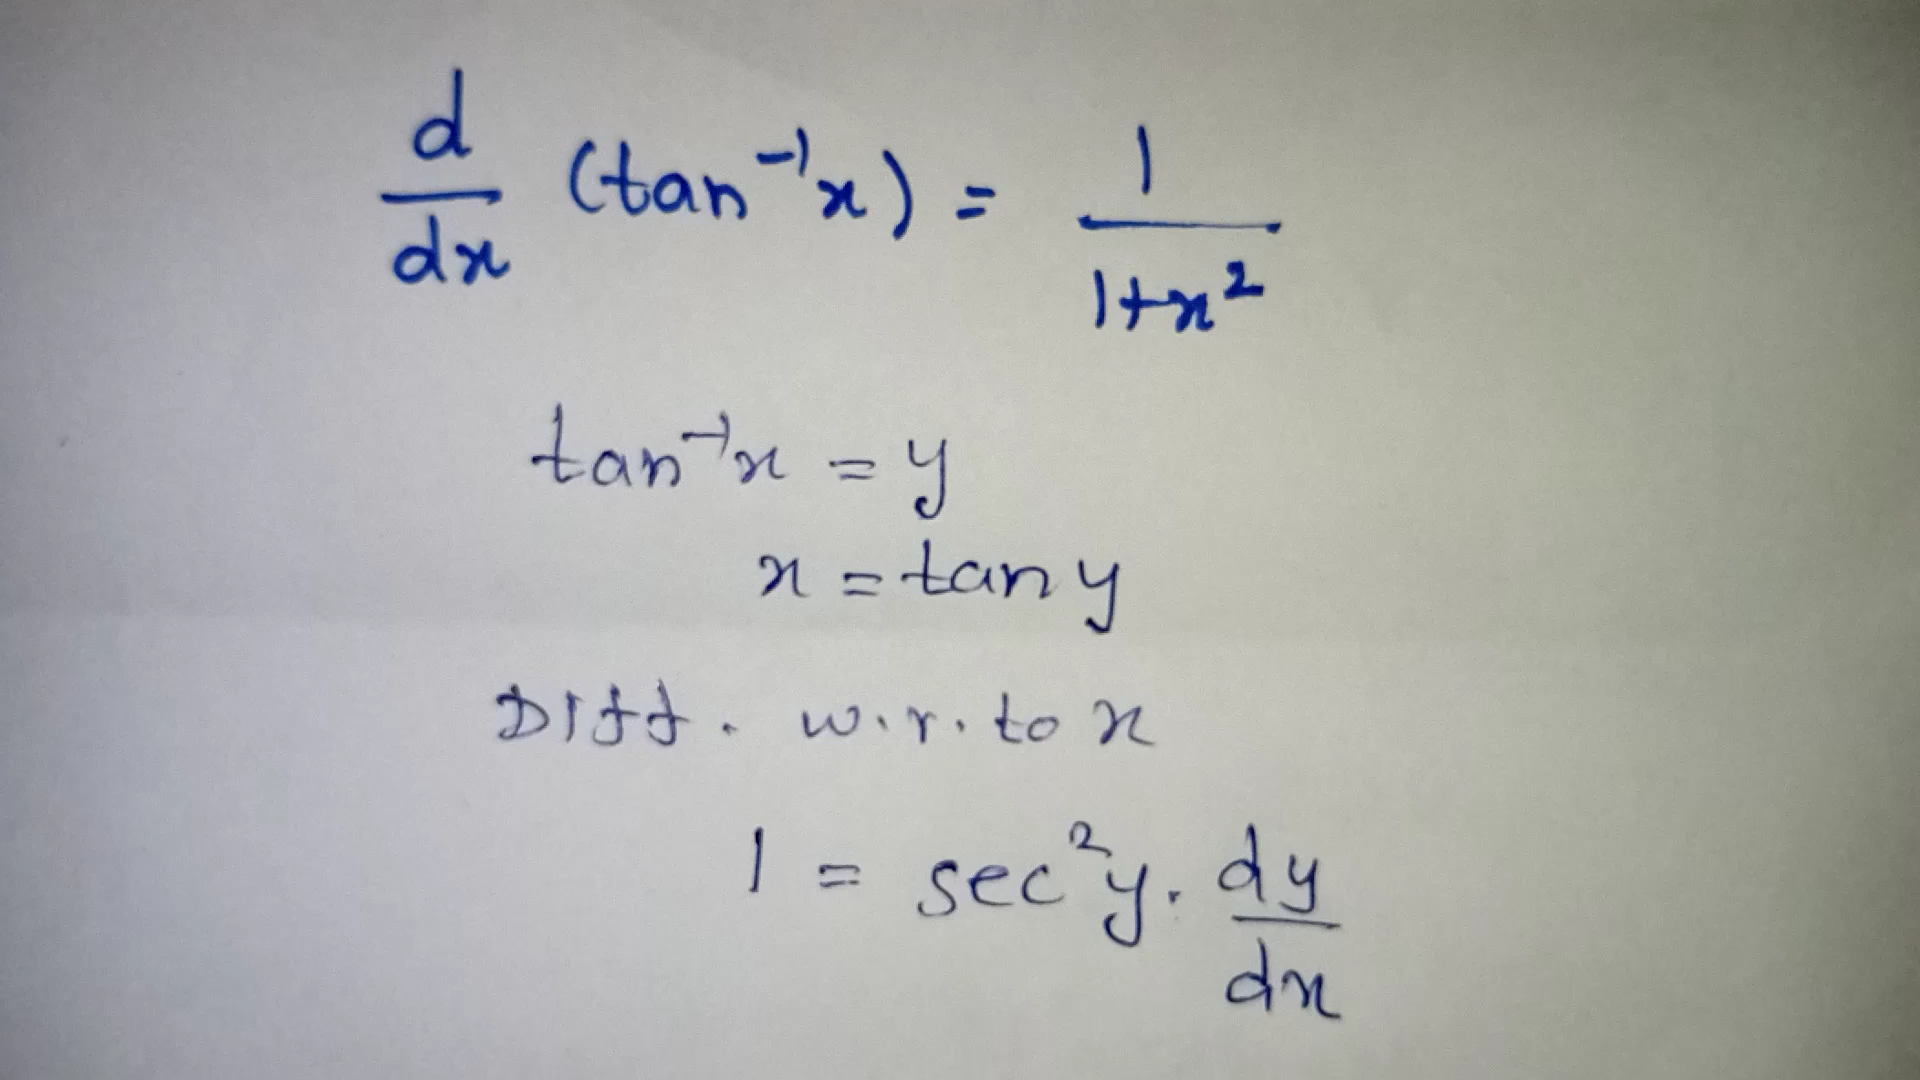 d/dx (tan⁻¹x) = 1/(1+x²)
tan⁻¹x = y
x = tan y
Diff. w.r. to x
1 = sec²y. dy/dx